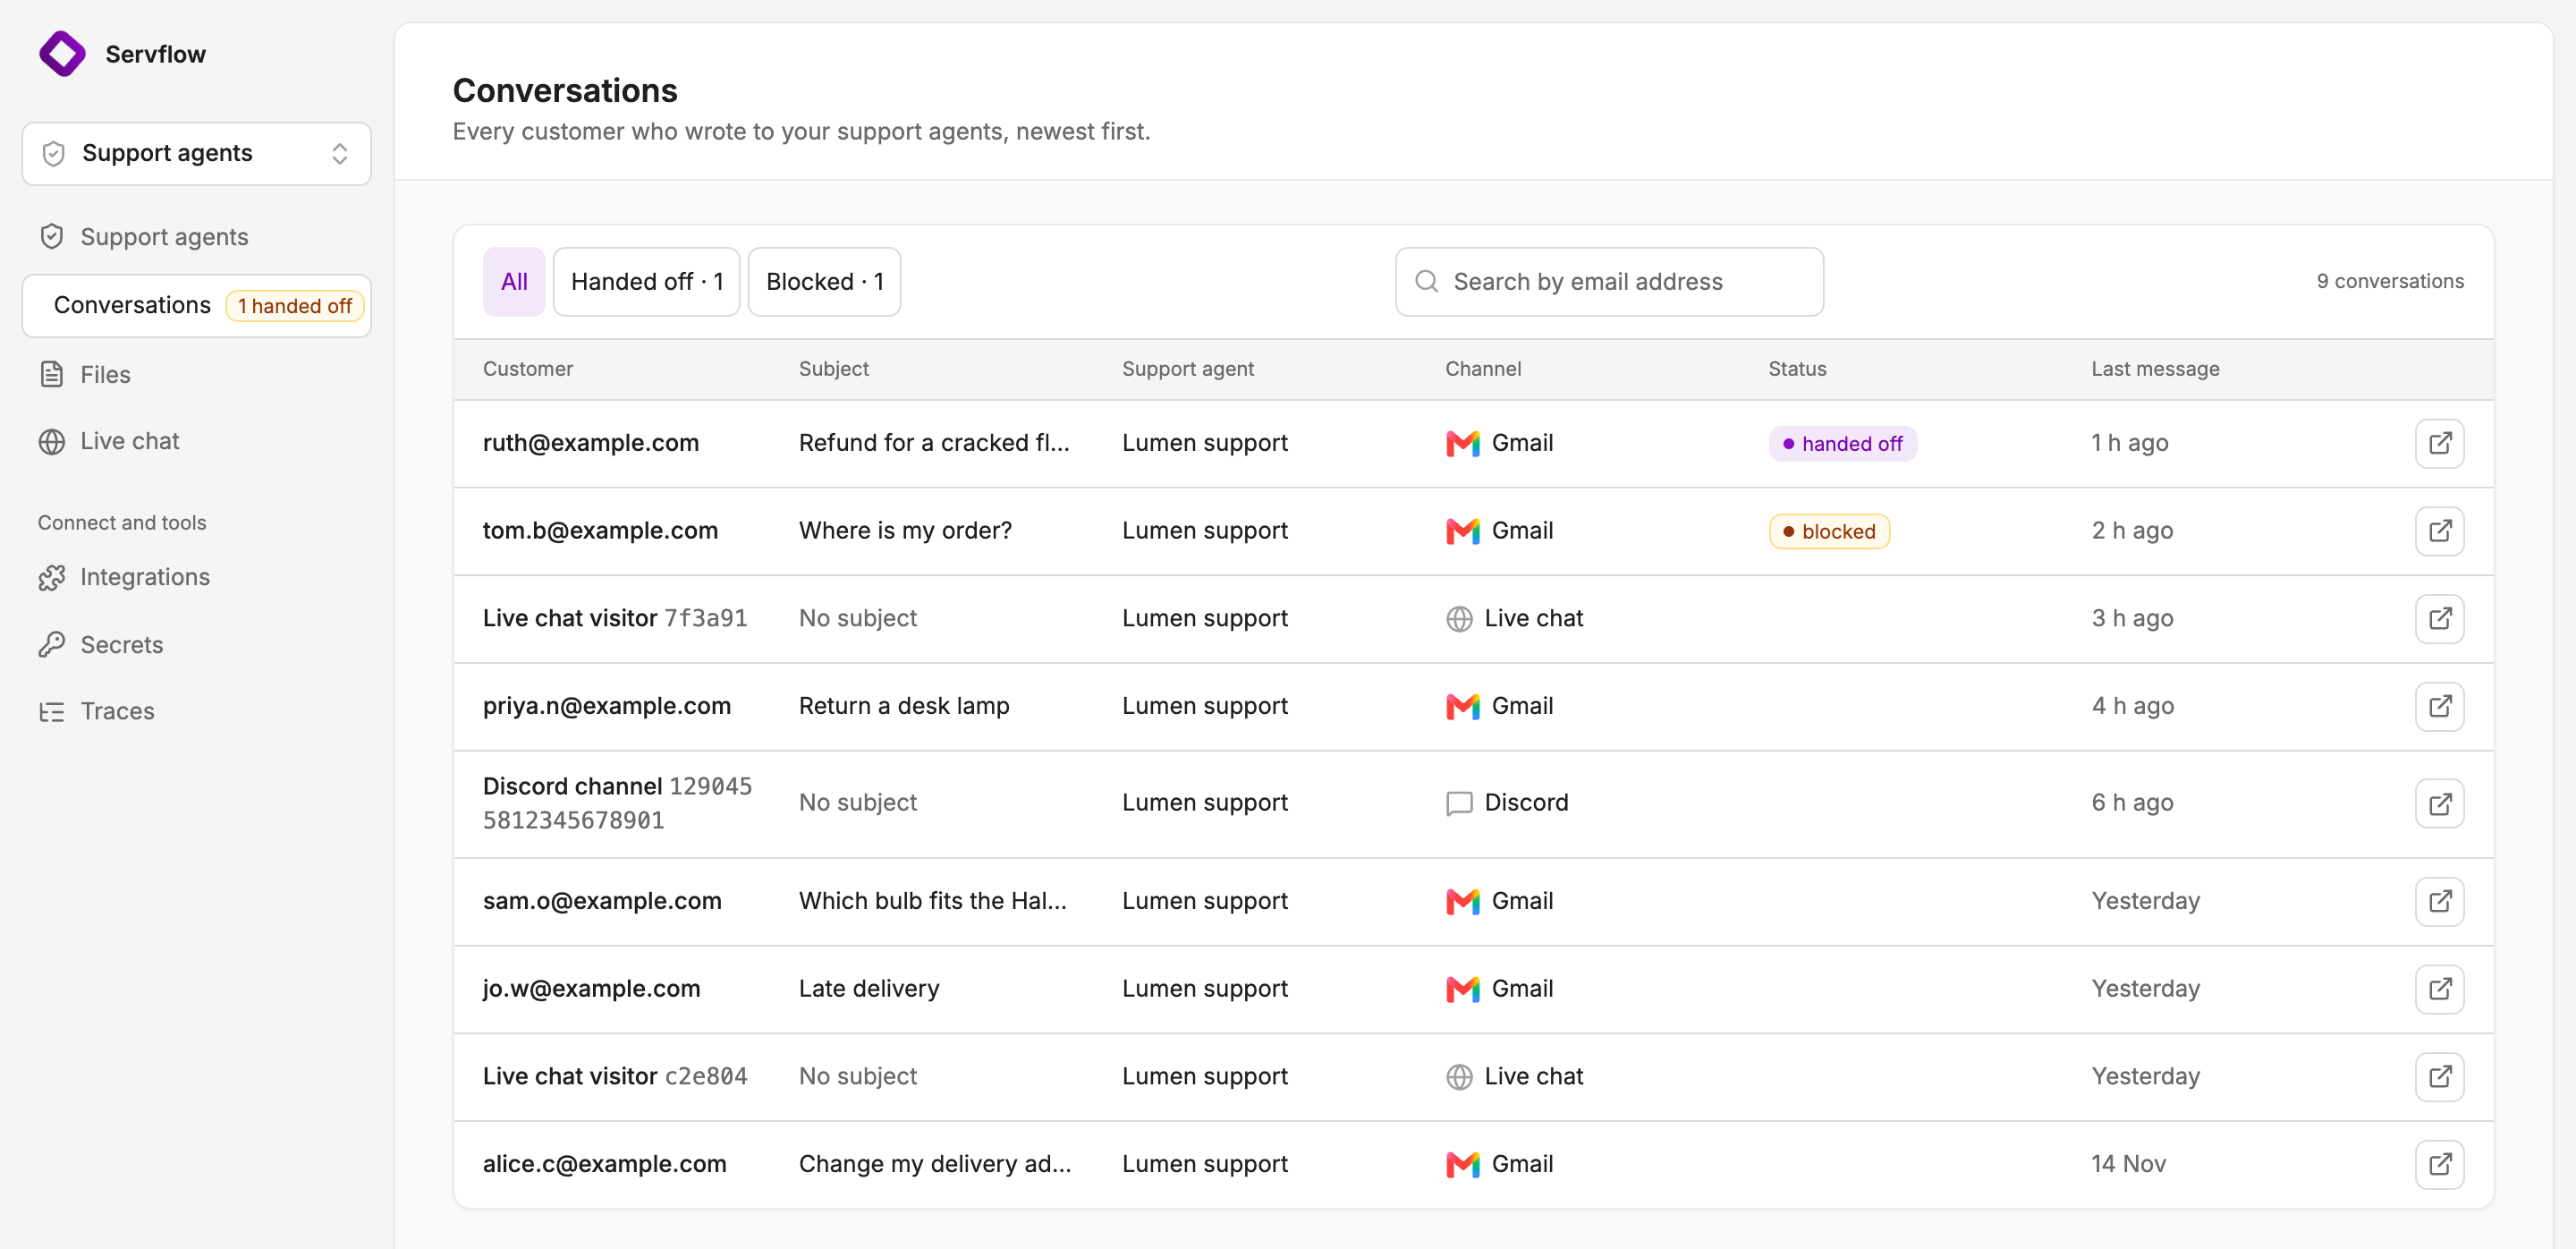 Servflow
Support agents
Support agents
Conversations 1 handed off
Files
Live chat
Connect and tools
Integrations
Secrets
Traces
Conversations
Every customer who wrote to your support agents, newest first.
All Handed off · 1 Blocked · 1 Search by email address 9 conversations
Customer Subject Support agent Channel Status Last message
ruth@example.com Refund for a cracked fl... Lumen support Gmail handed off 1 h ago
tom.b@example.com Where is my order? Lumen support Gmail blocked 2 h ago
Live chat visitor 7f3a91 No subject Lumen support Live chat 3 h ago
priya.n@example.com Return a desk lamp Lumen support Gmail 4 h ago
Discord channel 129045
5812345678901 No subject Lumen support Discord 6 h ago
sam.o@example.com Which bulb fits the Hal... Lumen support Gmail Yesterday
jo.w@example.com Late delivery Lumen support Gmail Yesterday
Live chat visitor c2e804 No subject Lumen support Live chat Yesterday
alice.c@example.com Change my delivery ad... Lumen support Gmail 14 Nov